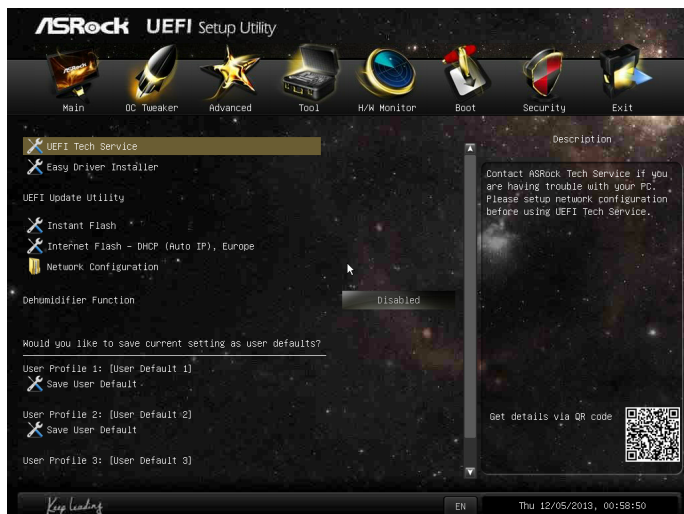 ASRock UEFI Setup Utility
Main OC Tweaker Advanced Tool H/W Monitor Boot Security Exit
UEFI Tech Service
Easy Driver Installer
UEFI Update Utility
Instant Flash
Internet Flash - DHCP (Auto IP), Europe
Network Configuration
Dehumidifier Function Disabled
Would you like to save current setting as user defaults?
User Profile 1: [User Default 1]
Save User Default
User Profile 2: [User Default 2]
Save User Default
User Profile 3: [User Default 3]
Description
Contact ASRock Tech Service if you
are having trouble with your PC.
Please setup network configuration
before using UEFI Tech Service.
Get details via QR code
Keep Leading
EN
Thu 12/05/2013, 00:58:50